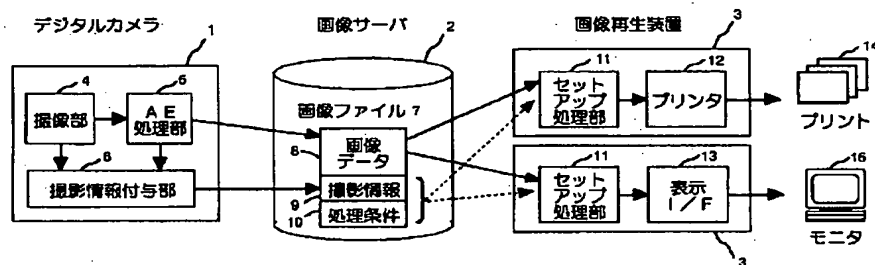 デジタルカメラ
1
4
撮像部
5
AE
処理部
6
撮影情報付与部
画像サーバ
2
画像ファイル 7
8
画像
データ
9
撮影情報
10
処理条件
画像再生装置
3
11
セット
アップ
処理部
12
プリンタ
14
プリント
11
セット
アップ
処理部
13
表示
I/F
3
16
モニタ